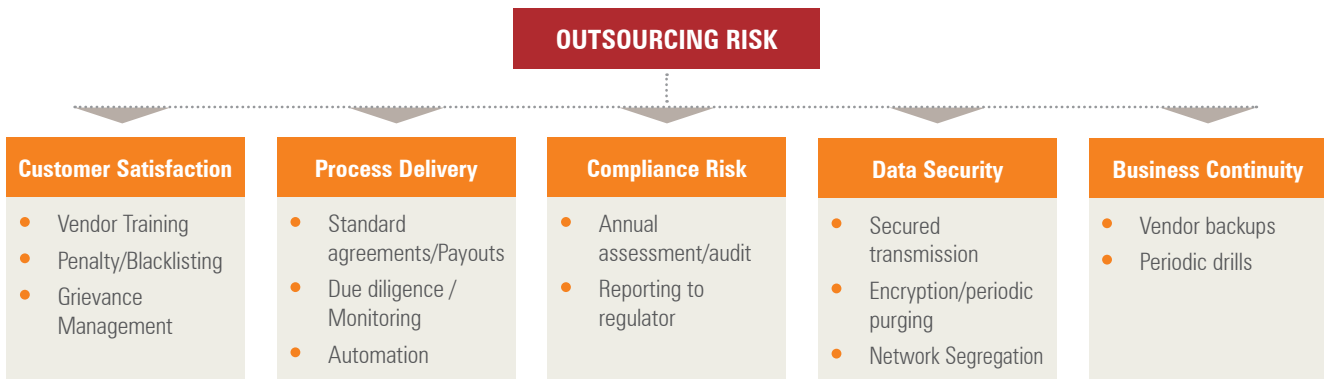 OUTSOURCING RISK
Customer Satisfaction
Vendor Training
Penalty/Blacklisting
Grievance
Management
Process Delivery
Standard
agreements/Payouts
Due diligence /
Monitoring
Automation
Compliance Risk
Annual
assessment/audit
Reporting to
regulator
Data Security
Secured
transmission
Encryption/periodic
purging
Network Segregation
Business Continuity
Vendor backups
Periodic drills